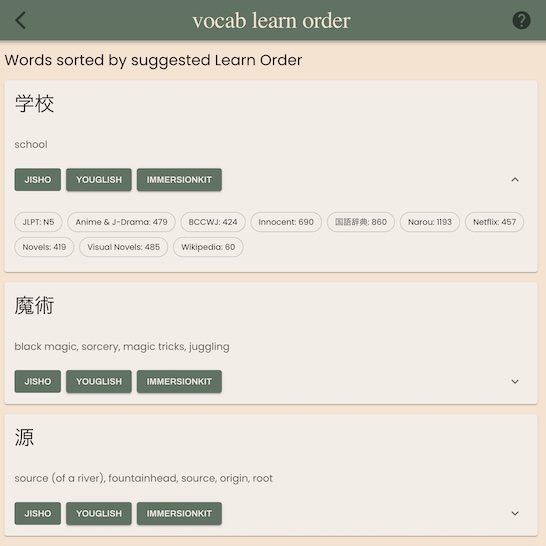 vocab learn order
?
Words sorted by suggested Learn Order
学校
school
JISHO YOUGLISH IMMERSIONKIT
JLPT: N5 Anime & J-Drama: 479 BCCWJ: 424 Innocent: 690 国語辞典: 860 Narou: 1193 Netflix: 457
Novels: 419 Visual Novels: 485 Wikipedia: 60
魔術
black magic, sorcery, magic tricks, juggling
JISHO YOUGLISH IMMERSIONKIT
源
source (of a river), fountainhead, source, origin, root
JISHO YOUGLISH IMMERSIONKIT